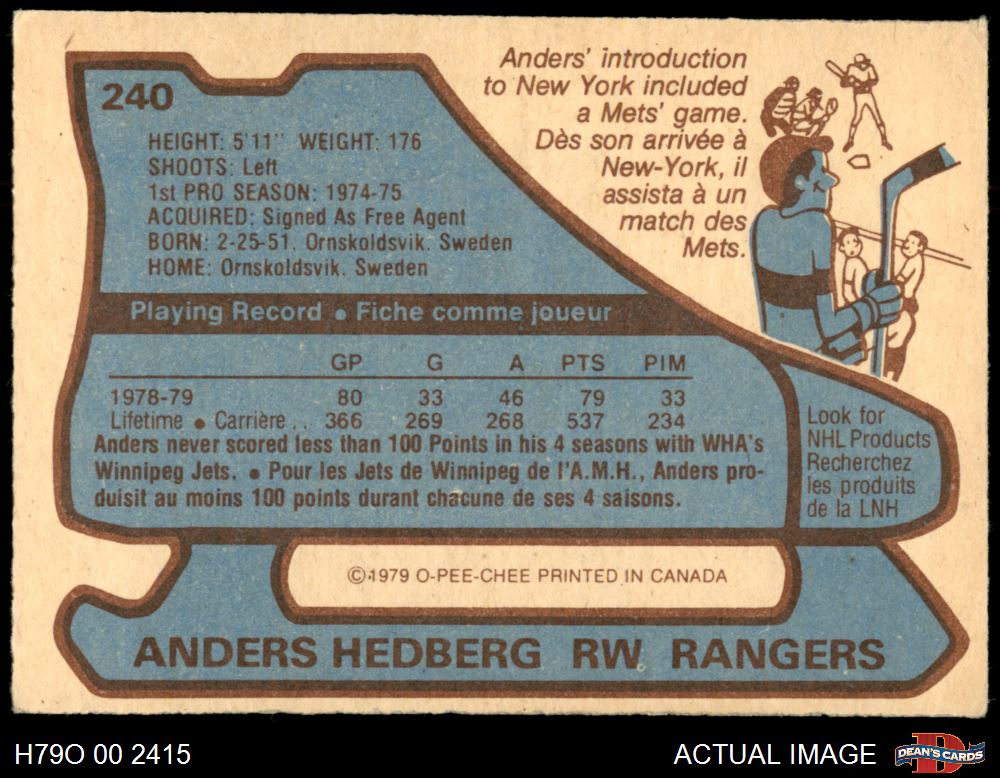 240
HEIGHT: 5'11" WEIGHT: 176
SHOOTS: Left
1st PRO SEASON: 1974-75
ACQUIRED: Signed As Free Agent
BORN: 2-25-51, Ornskoldsvik, Sweden
HOME: Ornskoldsvik, Sweden
Anders' introduction
to New York included
a Mets' game.
Dès son arrivée à
New-York, il
assista à un
match des
Mets.
Playing Record • Fiche comme joueur
GP G A PTS PIM
1978-79 80 33 46 79 33
Lifetime • Carrière .. 366 269 268 537 234
Anders never scored less than 100 Points in his 4 seasons with WHA's
Winnipeg Jets. • Pour les Jets de Winnipeg de l'A.M.H., Anders pro-
duisit au moins 100 points durant chacune de ses 4 saisons.
Look for
NHL Products
Recherchez
les produits
de la LNH
©1979 O-PEE-CHEE PRINTED IN CANADA
ANDERS HEDBERG RW RANGERS
H79O 00 2415
ACTUAL IMAGE
DEAN'S CARDS